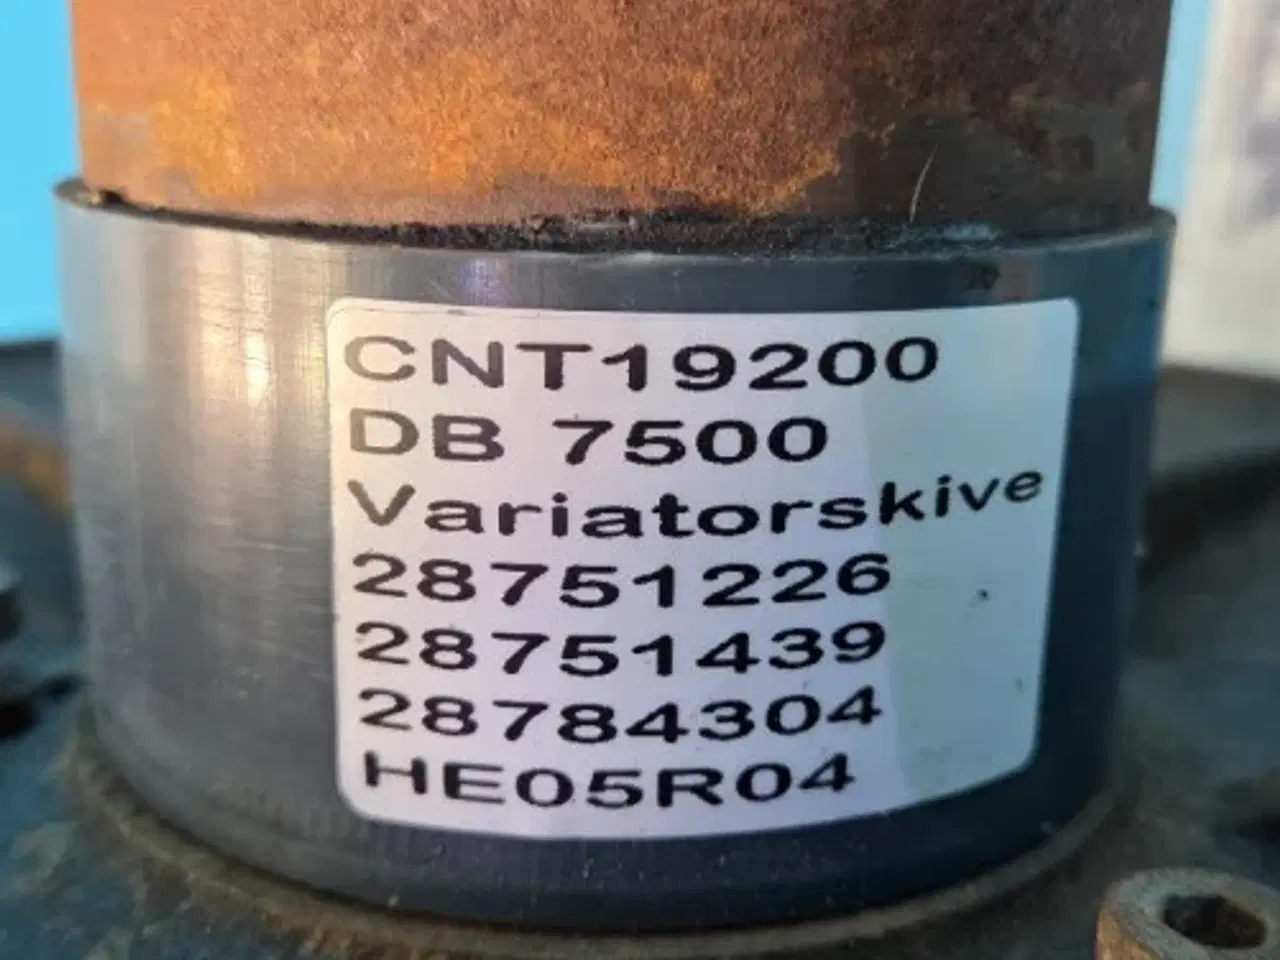 CNT19200
DB 7500
Variatorskive
28751226
28751439
28784304
HE05R04